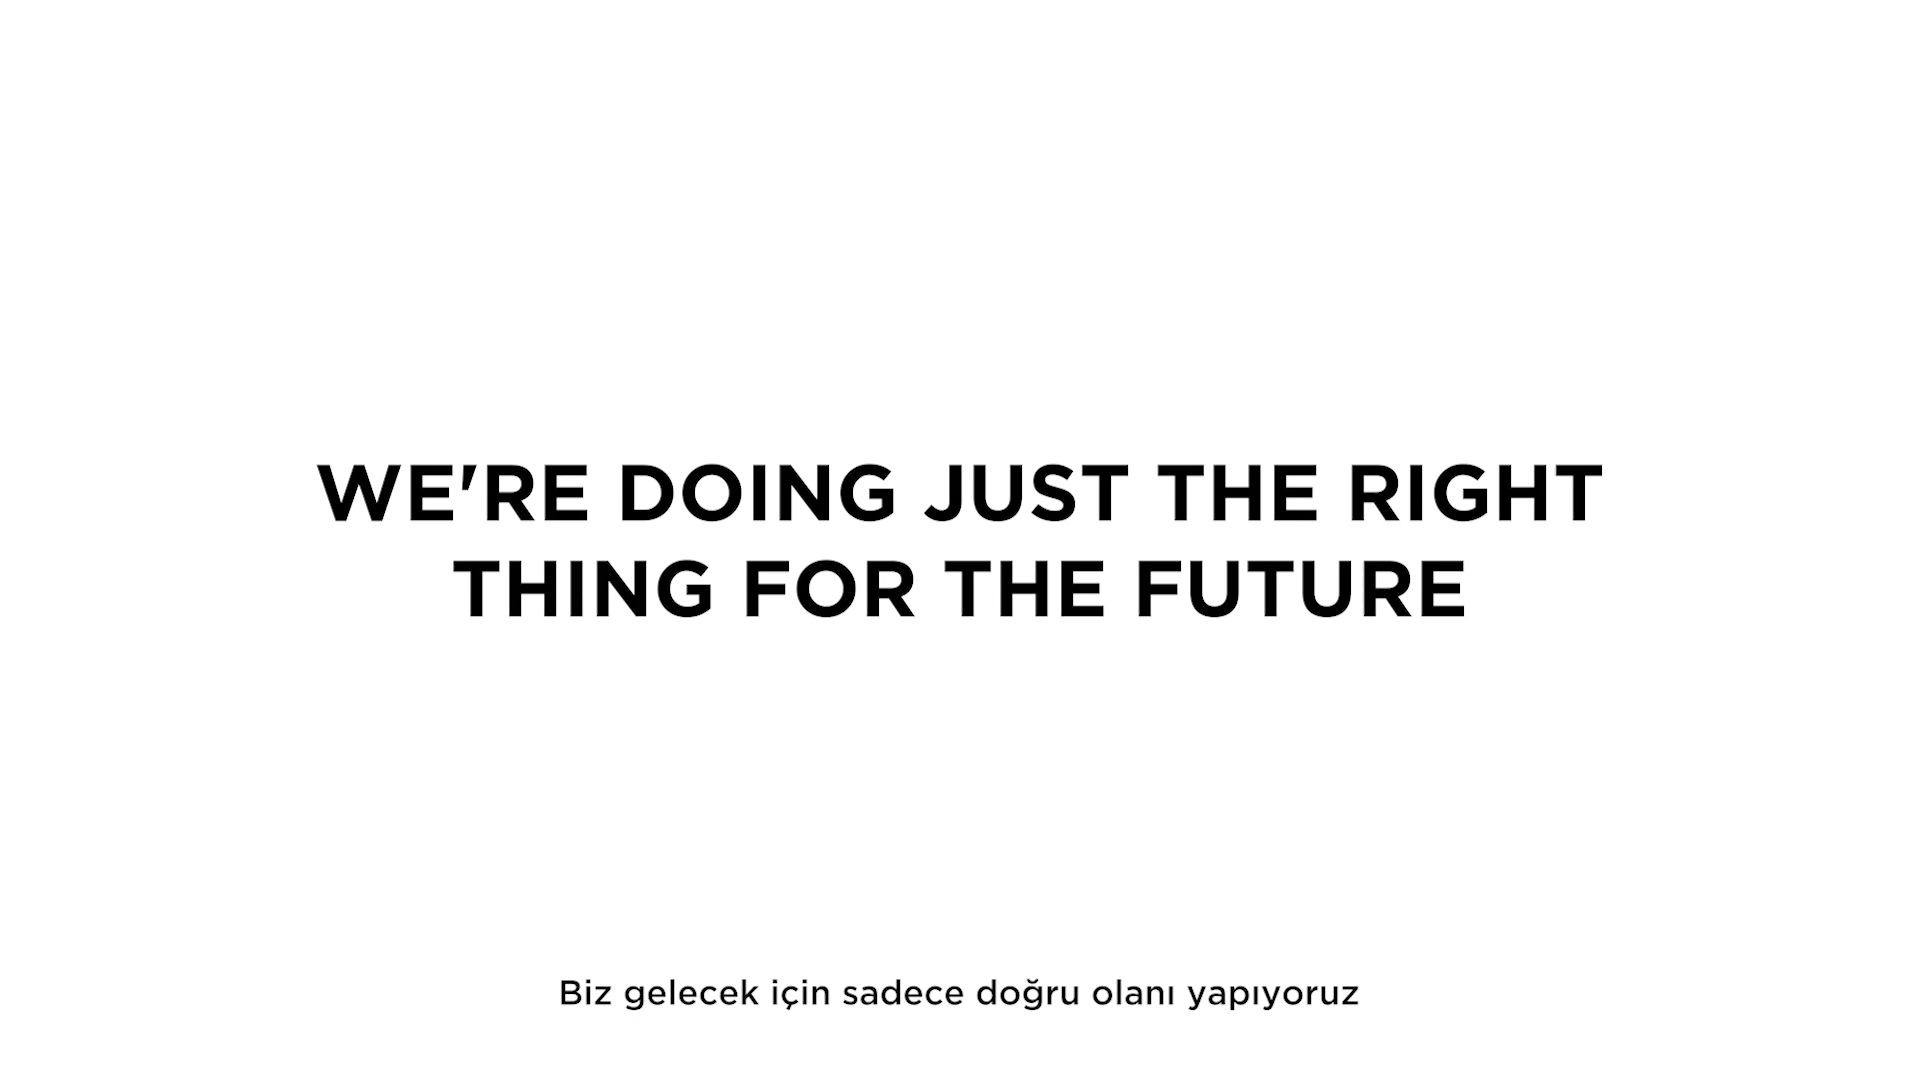 WE'RE DOING JUST THE RIGHT
THING FOR THE FUTURE
Biz gelecek için sadece doğru olanı yapıyoruz